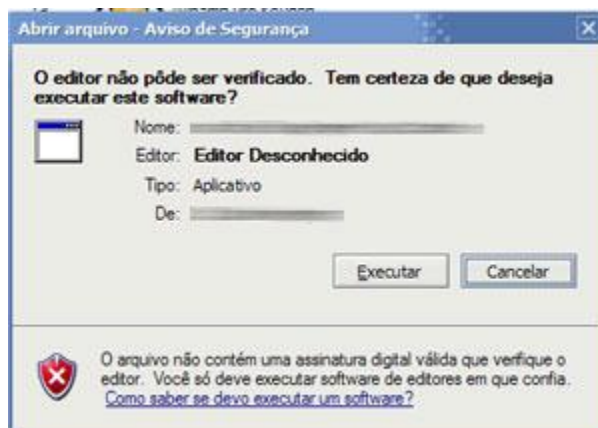 Abrir arquivo - Aviso de Segurança
O editor não pôde ser verificado. Tem certeza de que deseja
executar este software?
Nome:
Editor: Editor Desconhecido
Tipo: Aplicativo
De:
Executar Cancelar
O arquivo não contém uma assinatura digital válida que verifique o
editor. Você só deve executar software de editores em que confia.
Como saber se devo executar um software?